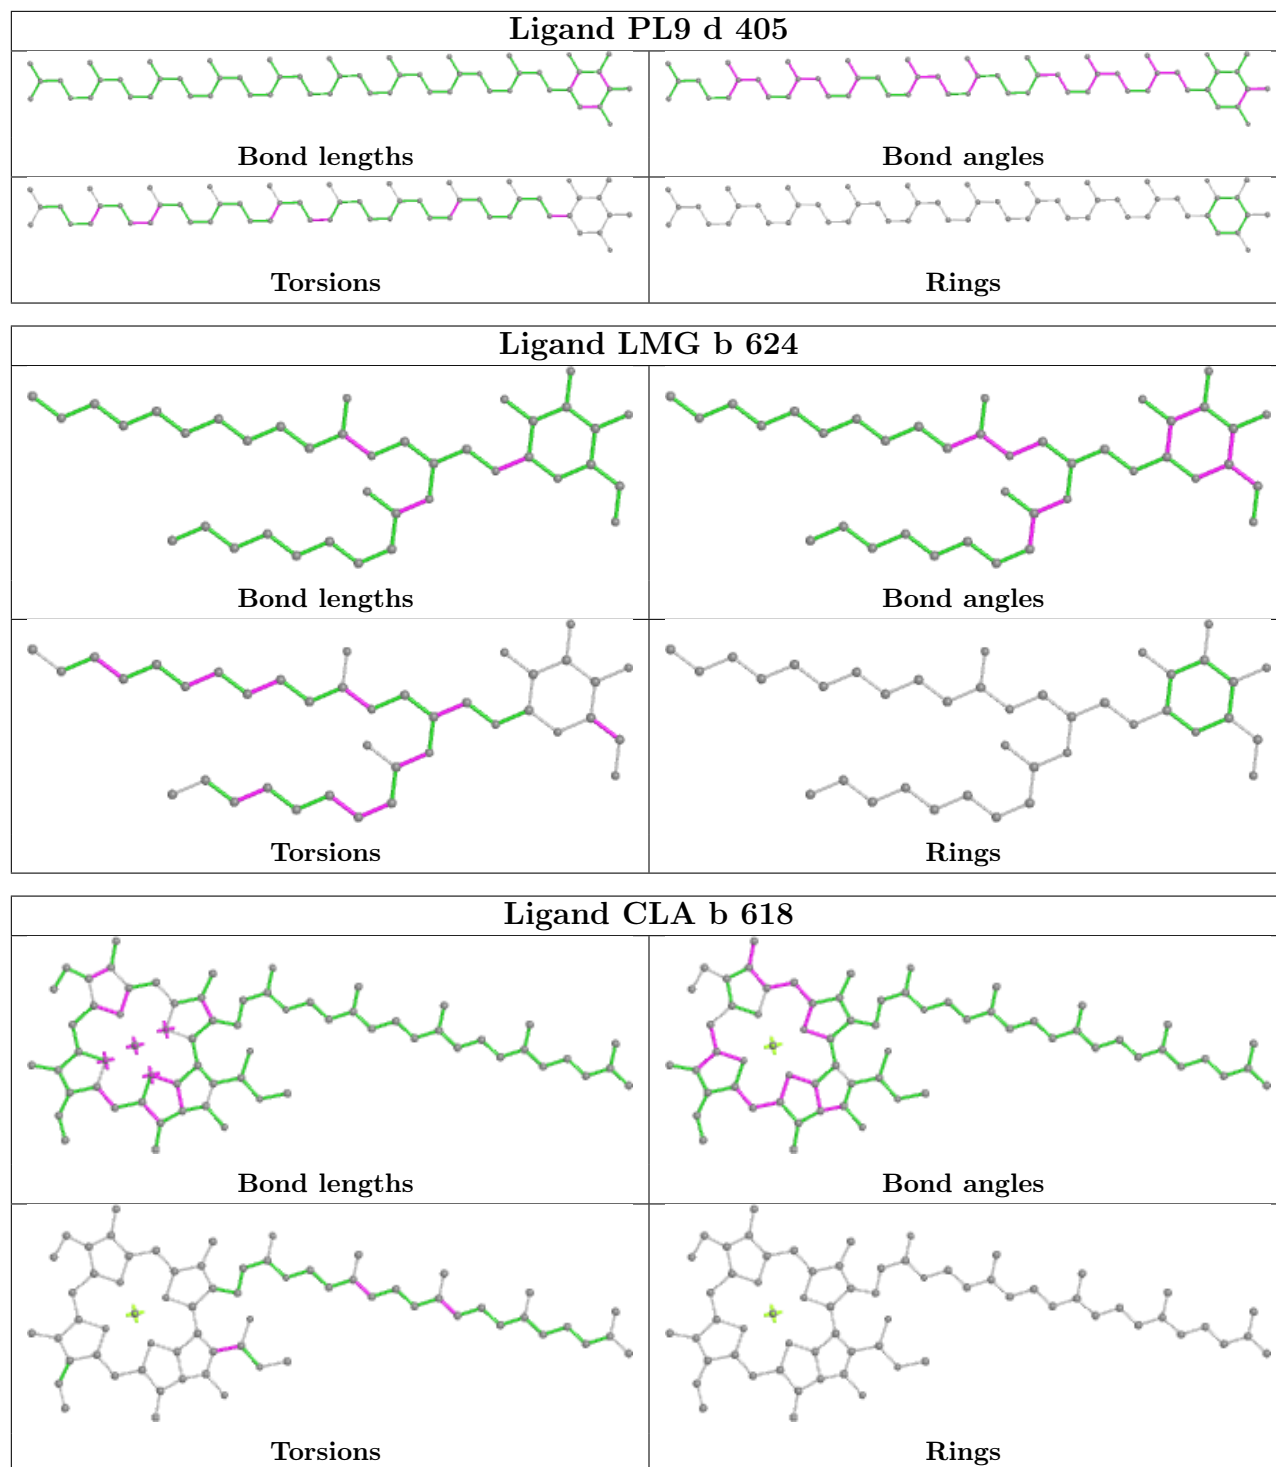 Ligand PL9 d 405
Bond lengths
Bond angles
Torsions
Rings
Ligand LMG b 624
Bond lengths
Bond angles
Torsions
Rings
Ligand CLA b 618
Bond lengths
Bond angles
Torsions
Rings